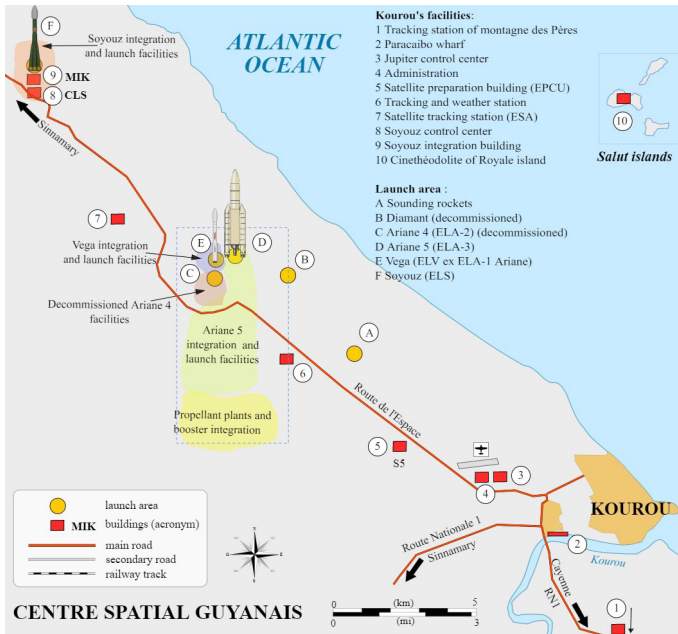 F
Soyouz integration
and launch facilities
9 MIK
8 CLS
Sinnamary
ATLANTIC
OCEAN
Kourou's facilities:
1 Tracking station of montagne des Pères
2 Paracaibo wharf
3 Jupiter control center
4 Administration
5 Satellite preparation building (EPCU)
6 Tracking and weather station
7 Satellite tracking station (ESA)
8 Soyouz control center
9 Soyouz integration building
10 Cinethéodolite of Royale island
Launch area :
A Sounding rockets
B Diamant (decommissioned)
C Ariane 4 (ELA-2) (decommissioned)
D Ariane 5 (ELA-3)
E Vega (ELV ex ELA-1 Ariane)
F Soyouz (ELS)
10
Salut islands
7
E
D
B
C
Vega integration
and launch facilities
Decommissioned Ariane 4
facilities
Ariane 5
integration and
launch facilities
A
6
Propellant plants and
booster integration
Route de l'Espace
5
S5
4
3
KOUROU
2
Kourou
Route Nationale 1
Sinnamary
Cayenne
RN1
1
launch area
MIK buildings (acronym)
main road
secondary road
railway track
N
CENTRE SPATIAL GUYANAIS
0 (km) 5
0 (mi) 3